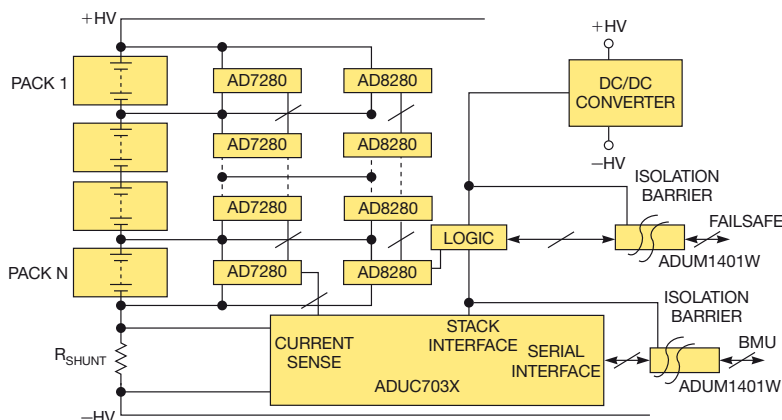 +HV
PACK 1
AD7280
AD8280
AD7280
AD8280
AD7280
AD8280
PACK N
AD7280
AD8280
+HV
DC/DC
CONVERTER
−HV
ISOLATION
BARRIER
LOGIC
FAILSAFE
ADUM1401W
ISOLATION
BARRIER
CURRENT
SENSE
STACK
INTERFACE
SERIAL
INTERFACE
ADUC703X
BMU
ADUM1401W
RSHUNT
−HV